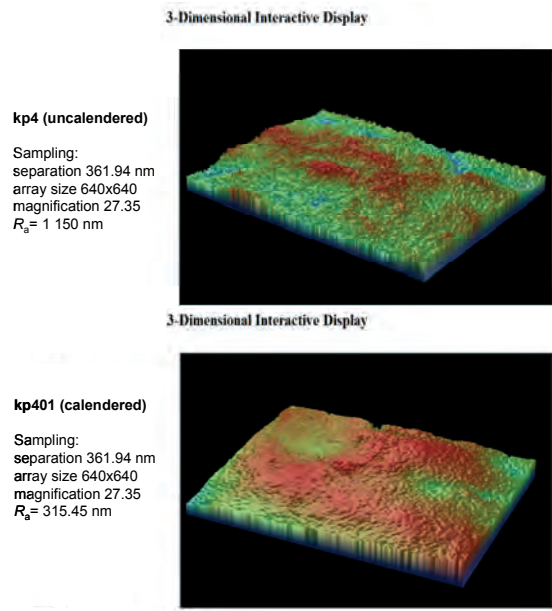 3-Dimensional Interactive Display
kp4 (uncalendered)
Sampling:
separation 361.94 nm
array size 640x640
magnification 27.35
Ra= 1 150 nm
3-Dimensional Interactive Display
kp401 (calendered)
Sampling:
separation 361.94 nm
array size 640x640
magnification 27.35
Ra= 315.45 nm